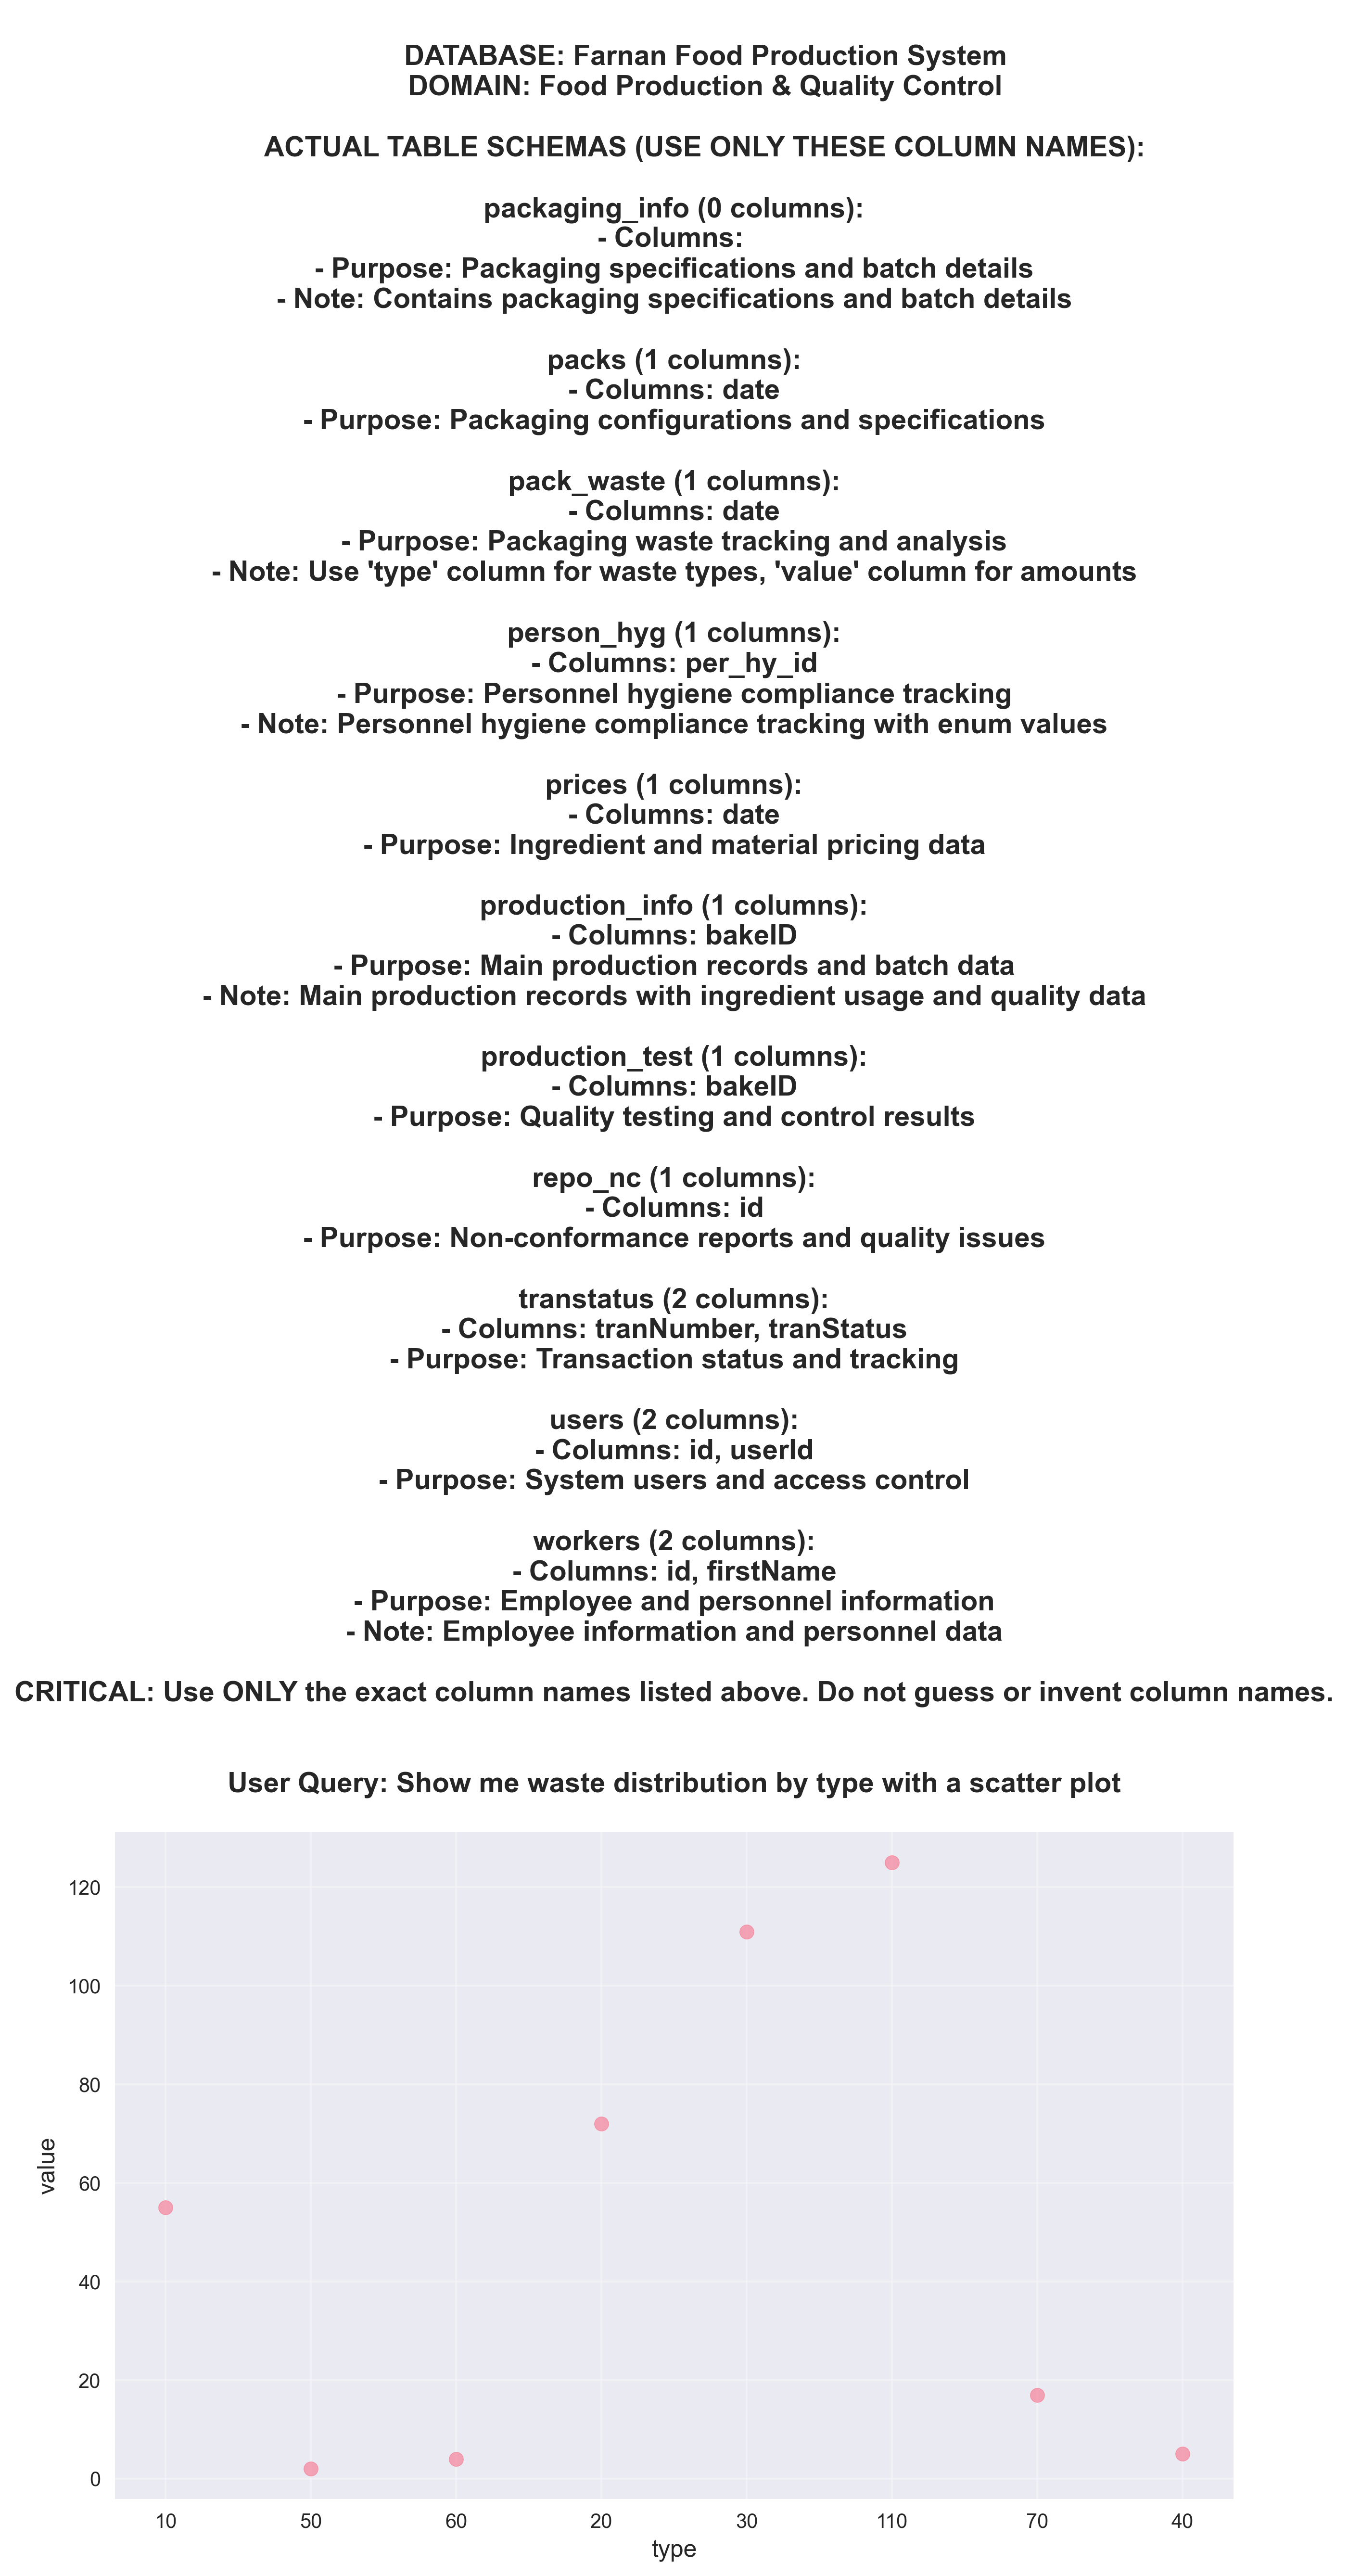 DATABASE: Farnan Food Production System
DOMAIN: Food Production & Quality Control
ACTUAL TABLE SCHEMAS (USE ONLY THESE COLUMN NAMES):
packaging_info (0 columns):
- Columns:
- Purpose: Packaging specifications and batch details
- Note: Contains packaging specifications and batch details
packs (1 columns):
- Columns: date
- Purpose: Packaging configurations and specifications
pack_waste (1 columns):
- Columns: date
- Purpose: Packaging waste tracking and analysis
- Note: Use 'type' column for waste types, 'value' column for amounts
person_hyg (1 columns):
- Columns: per_hy_id
- Purpose: Personnel hygiene compliance tracking
- Note: Personnel hygiene compliance tracking with enum values
prices (1 columns):
- Columns: date
- Purpose: Ingredient and material pricing data
production_info (1 columns):
- Columns: bakeID
- Purpose: Main production records and batch data
- Note: Main production records with ingredient usage and quality data
production_test (1 columns):
- Columns: bakeID
- Purpose: Quality testing and control results
repo_nc (1 columns):
- Columns: id
- Purpose: Non-conformance reports and quality issues
transtatus (2 columns):
- Columns: tranNumber, tranStatus
- Purpose: Transaction status and tracking
users (2 columns):
- Columns: id, userId
- Purpose: System users and access control
workers (2 columns):
- Columns: id, firstName
- Purpose: Employee and personnel information
- Note: Employee information and personnel data
CRITICAL: Use ONLY the exact column names listed above. Do not guess or invent column names.
User Query: Show me waste distribution by type with a scatter plot
120
100
80
60
40
20
0
value
10 50 60 20 30 110 70 40
type